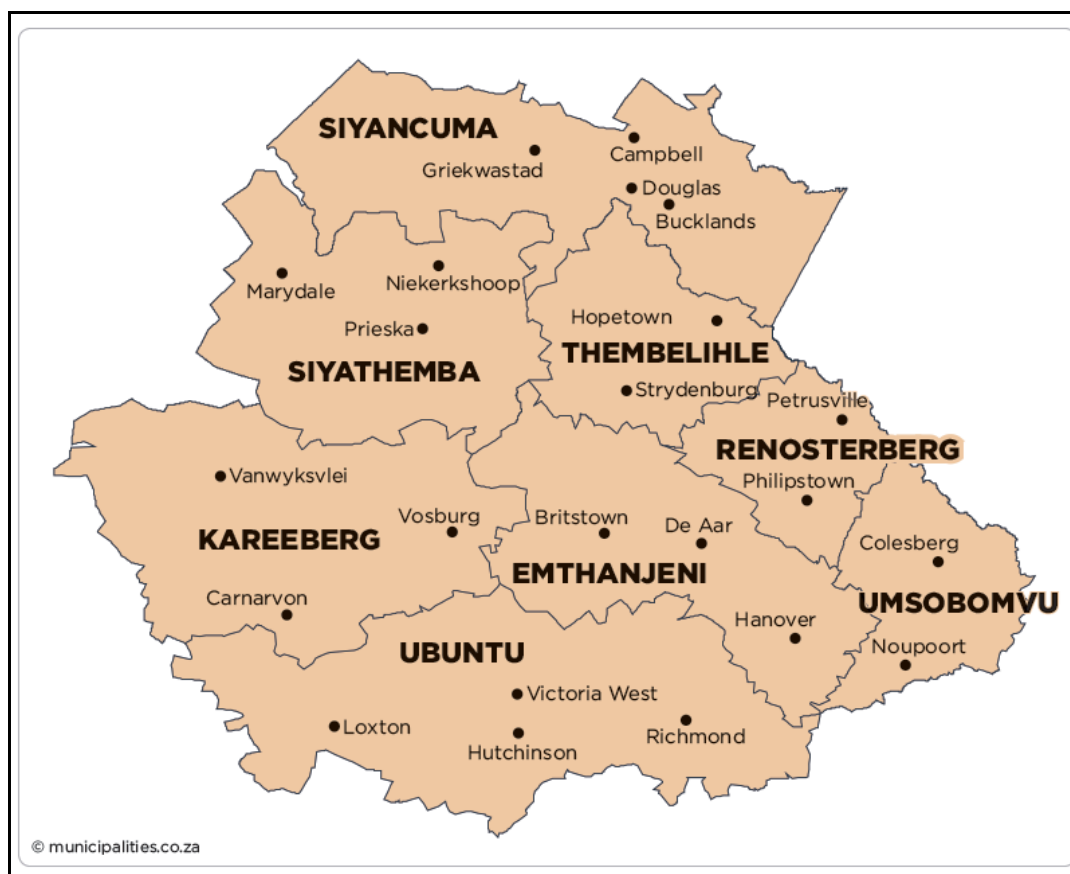 SIYANCUMA
Campbell
Griekwastad
Douglas
Bucklands
Marydale
Niekerkshoop
Prieska
Hopetown
THEMBELIHLE
SIYATHEMBA
Strydenburg
Petrusville
RENOSTERBERG
Vanwyksvlei
Philipstown
Vosburg
Britstown
De Aar
KAREEBERG
Colesberg
EMTHANJENI
Carnarvon
UMSOBOMVU
Hanover
Noupoort
UBUNTU
Victoria West
Loxton
Richmond
Hutchinson
© municipalities.co.za